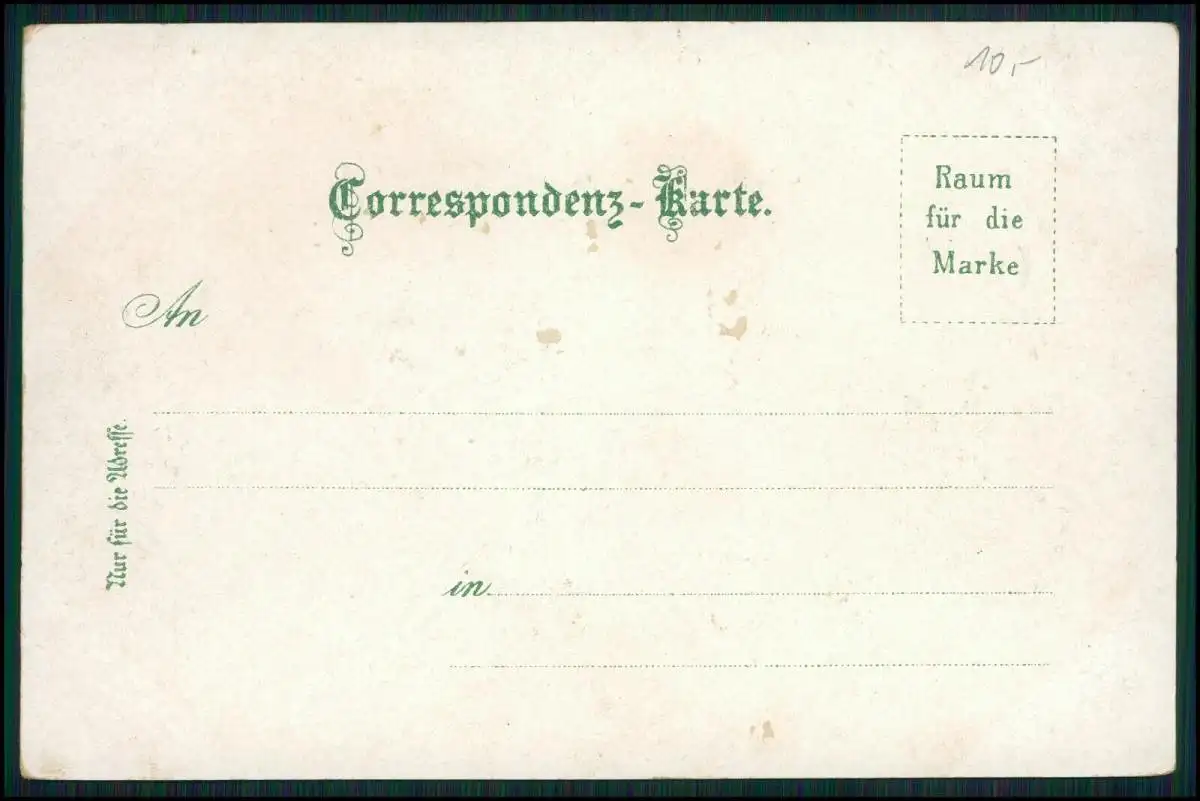 10,-
Correspondenz-Karte.
Raum
für die
Marke
An
Nur für die Adresse.
in